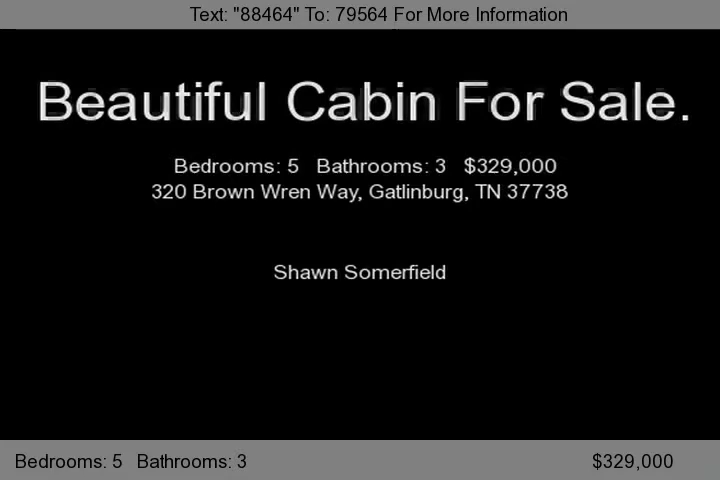 Text: "88464" To: 79564 For More Information
Beautiful Cabin For Sale.
Bedrooms: 5 Bathrooms: 3 $329,000
320 Brown Wren Way, Gatlinburg, TN 37738
Shawn Somerfield
Bedrooms: 5 Bathrooms: 3 $329,000